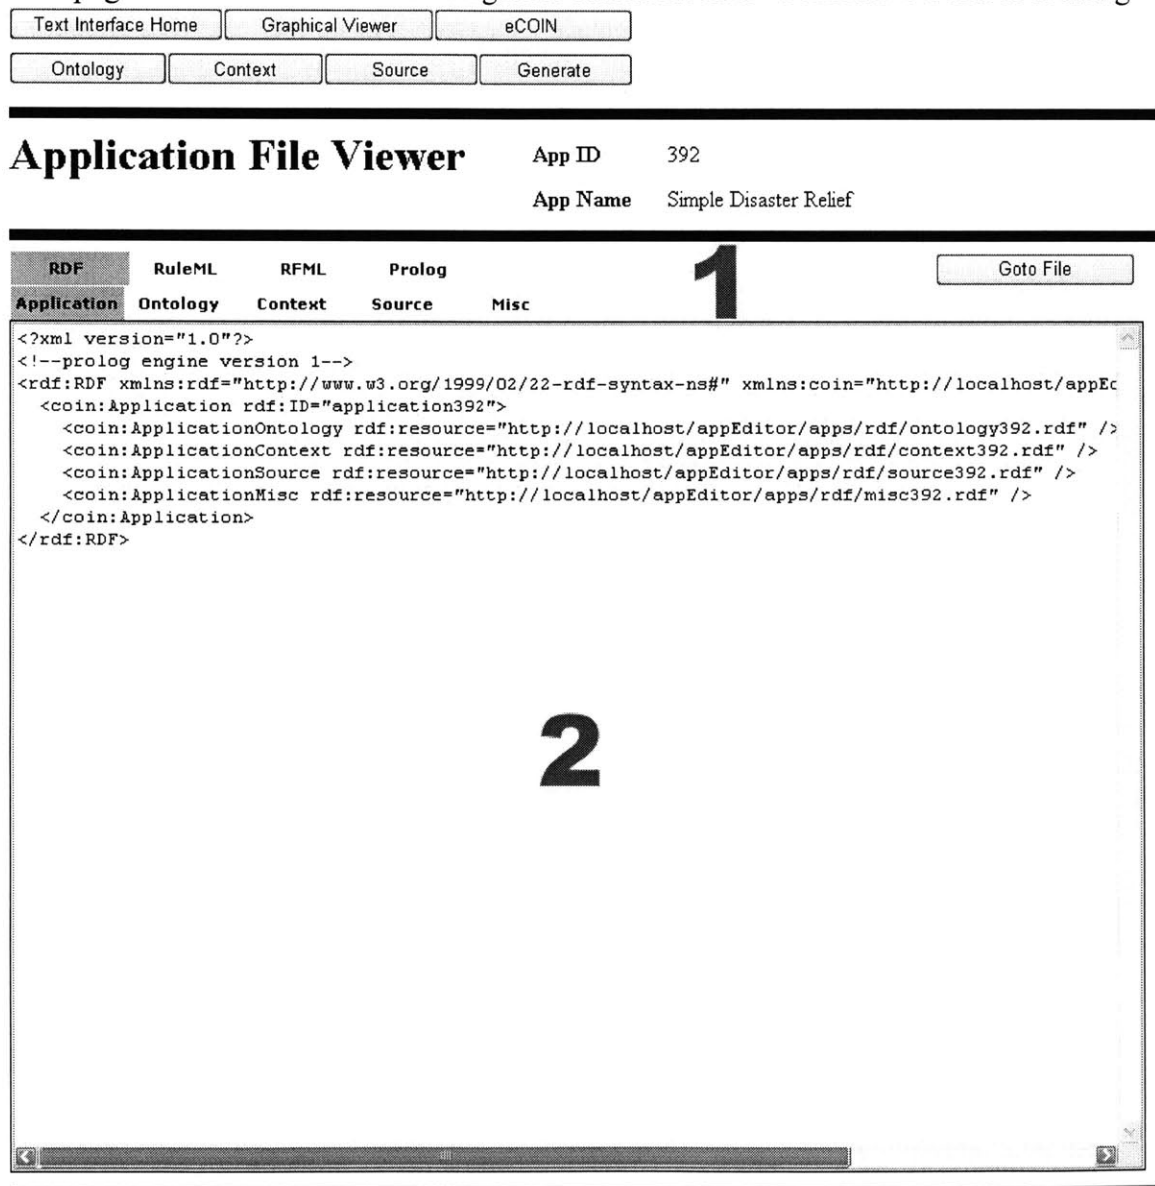 Text Interface Home Graphical Viewer eCOIN
Ontology Context Source Generate
Application File Viewer App ID 392
App Name Simple Disaster Relief
RDF RuleML RFML Prolog 1 Goto File
Application Ontology Context Source Misc
<?xml version="1.0"?>
<!--prolog engine version 1-->
<rdf:RDF xmlns:rdf="http://www.w3.org/1999/02/22-rdf-syntax-ns#" xmlns:coin="http://localhost/appEc
<coin:Application rdf:ID="application392">
<coin:ApplicationOntology rdf:resource="http://localhost/appEditor/apps/rdf/ontology392.rdf" />
<coin:ApplicationContext rdf:resource="http://localhost/appEditor/apps/rdf/context392.rdf" />
<coin:ApplicationSource rdf:resource="http://localhost/appEditor/apps/rdf/source392.rdf" />
<coin:ApplicationMisc rdf:resource="http://localhost/appEditor/apps/rdf/misc392.rdf" />
</coin:Application>
</rdf:RDF>
2